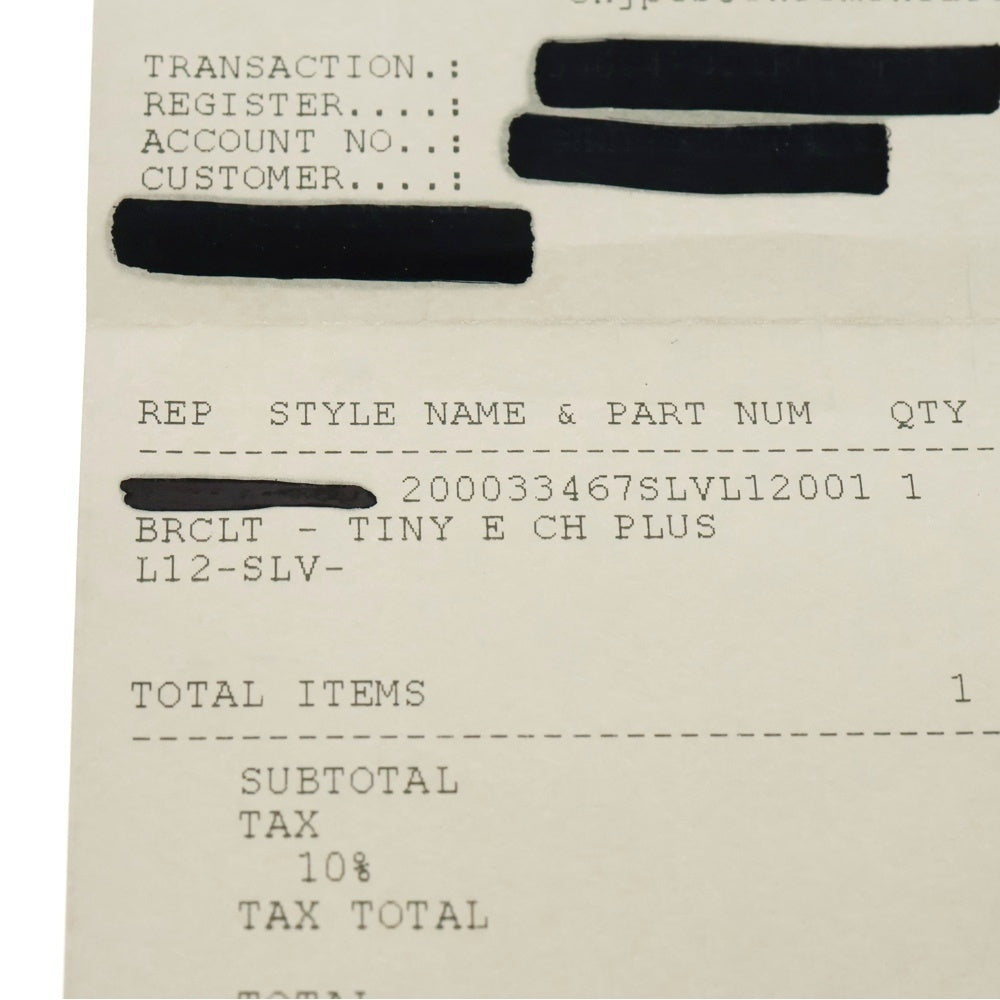 TRANSACTION.:
REGISTER....:
ACCOUNT NO..:
CUSTOMER....:
REP STYLE NAME & PART NUM QTY
200033467SLVL12001 1
BRCLT - TINY E CH PLUS
L12-SLV-
TOTAL ITEMS 1
SUBTOTAL
TAX
10%
TAX TOTAL
TOTAL